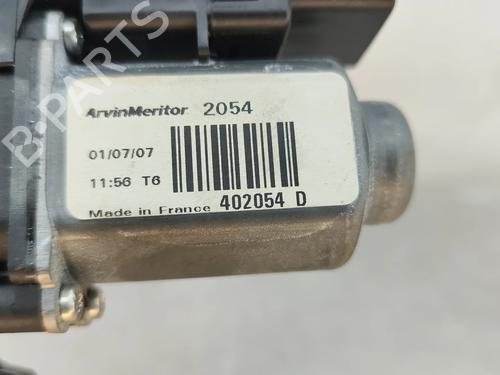 B-PARTS
ArvinMeritor 2054
01/07/07
11:56 T6
Made in France 402054 D